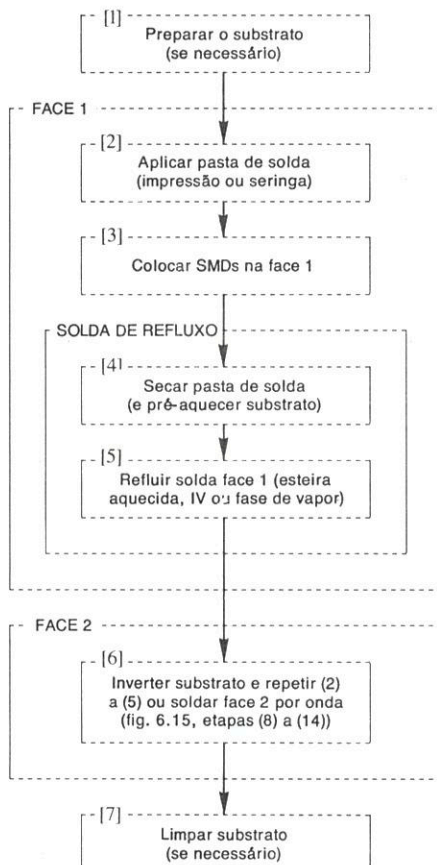 [1]
Preparar o substrato
(se necessário)
FACE 1
[2]
Aplicar pasta de solda
(impressão ou seringa)
[3]
Colocar SMDs na face 1
SOLDA DE REFLUXO
[4]
Secar pasta de solda
(e pré-aquecer substrato)
[5]
Refluir solda face 1 (esteira
aquecida, IV ou fase de vapor)
FACE 2
[6]
Inverter substrato e repetir (2)
a (5) ou soldar face 2 por onda
(fig. 6.15, etapas (8) a (14))
[7]
Limpar substrato
(se necessário)